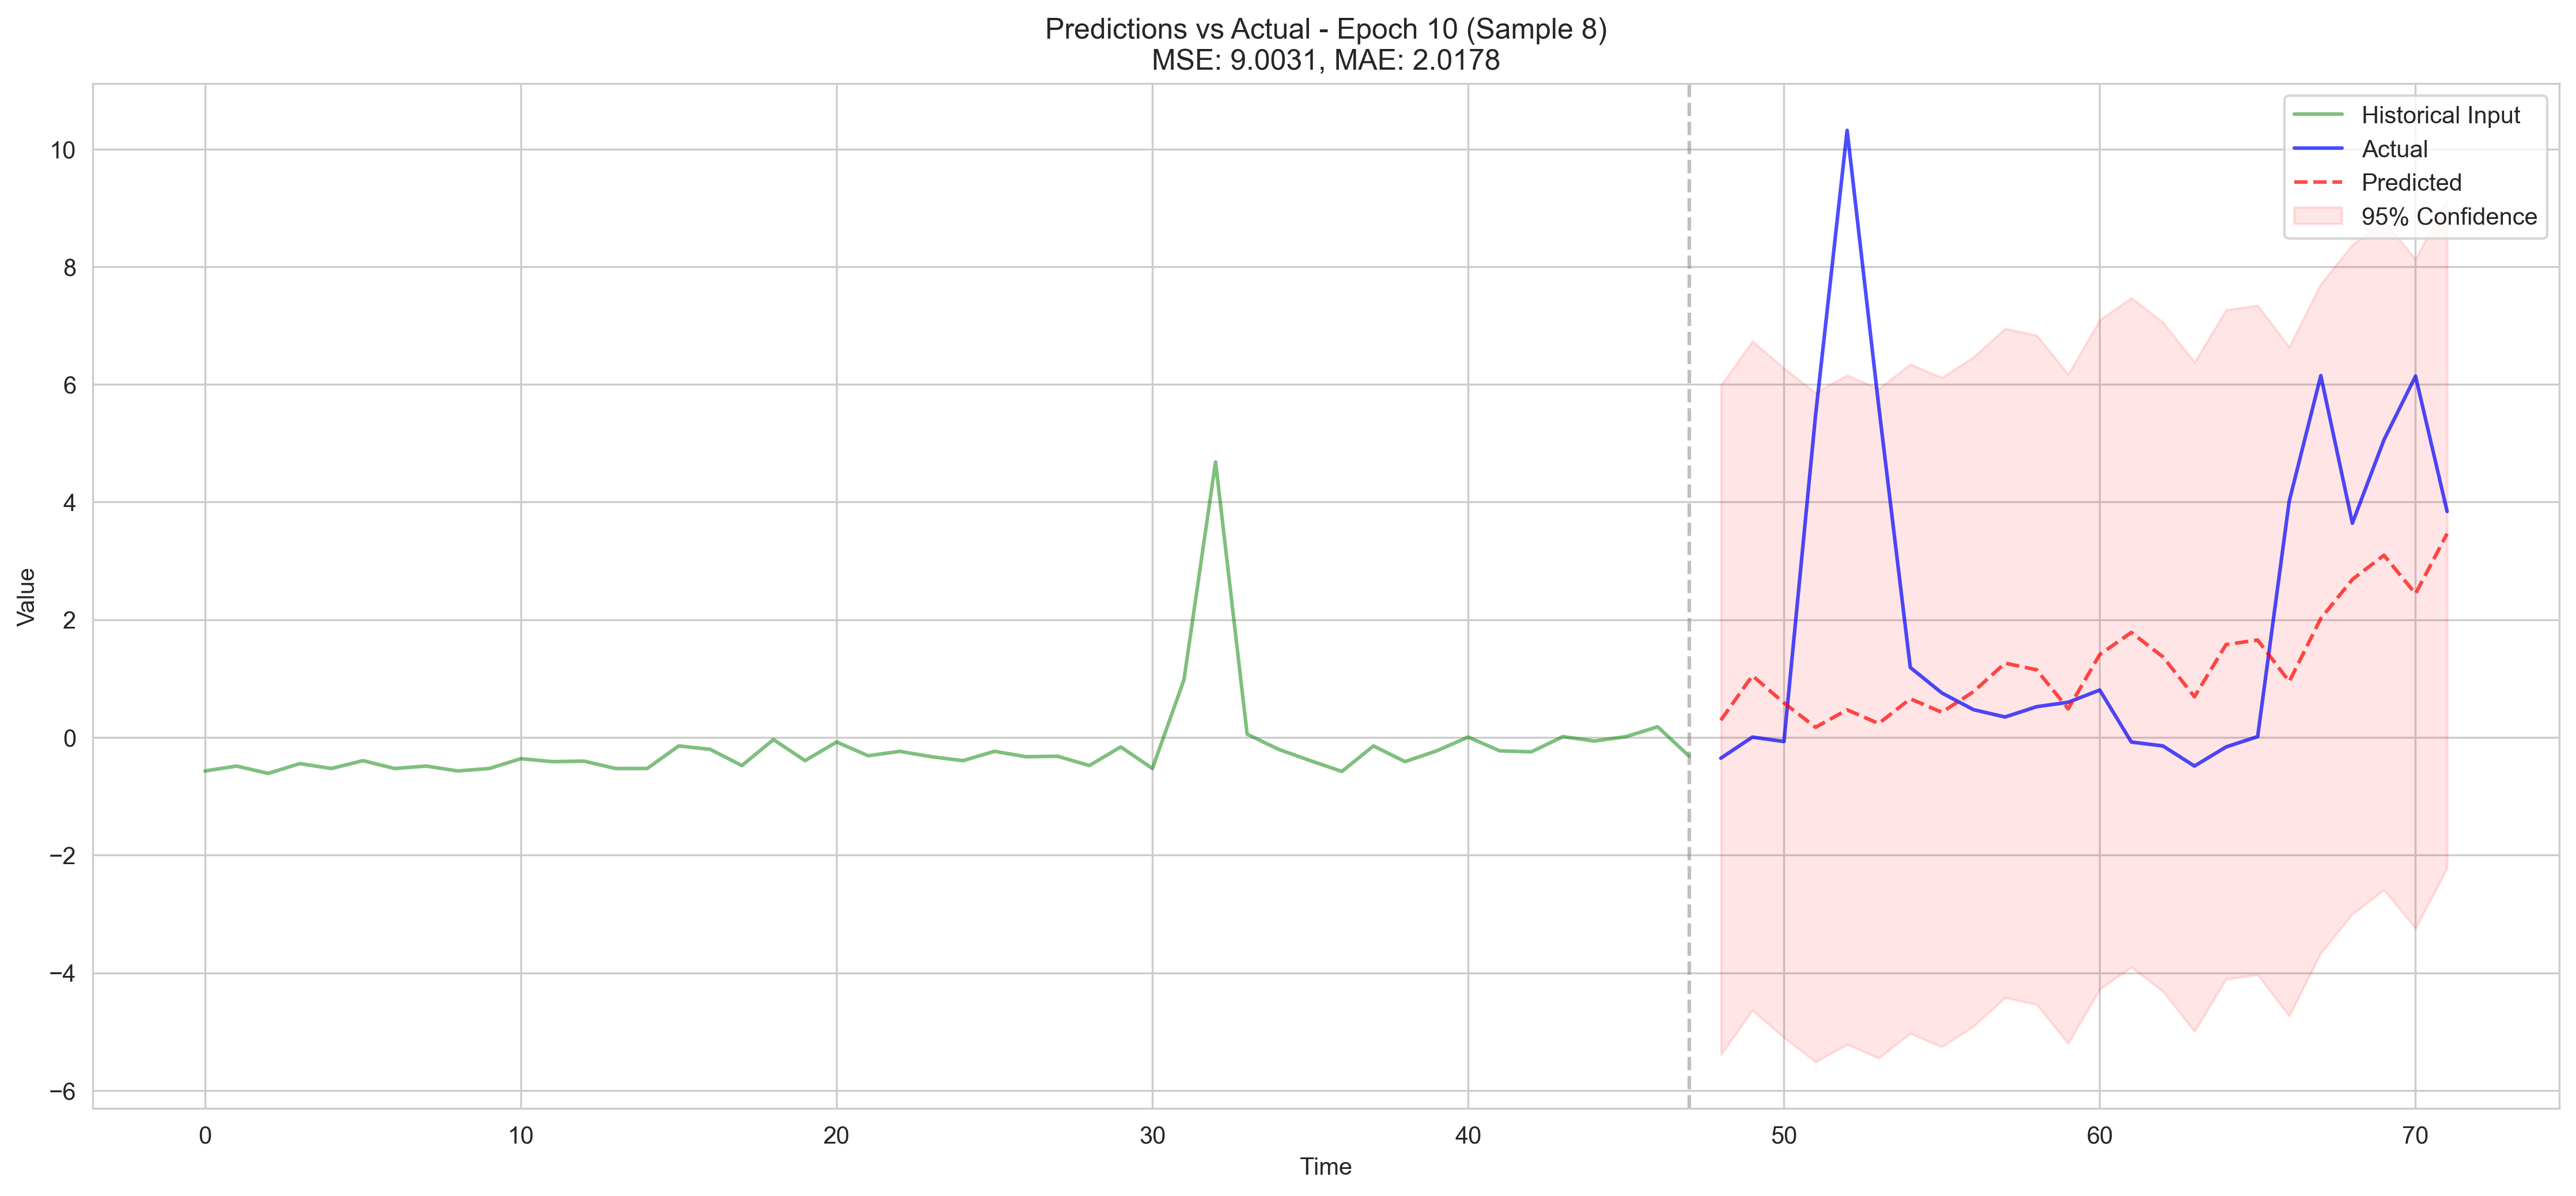 Predictions vs Actual - Epoch 10 (Sample 8)
MSE: 9.0031, MAE: 2.0178
Historical Input
Actual
Predicted
95% Confidence
Value
10
8
6
4
2
0
−2
−4
−6
0 10 20 30 40 50 60 70
Time